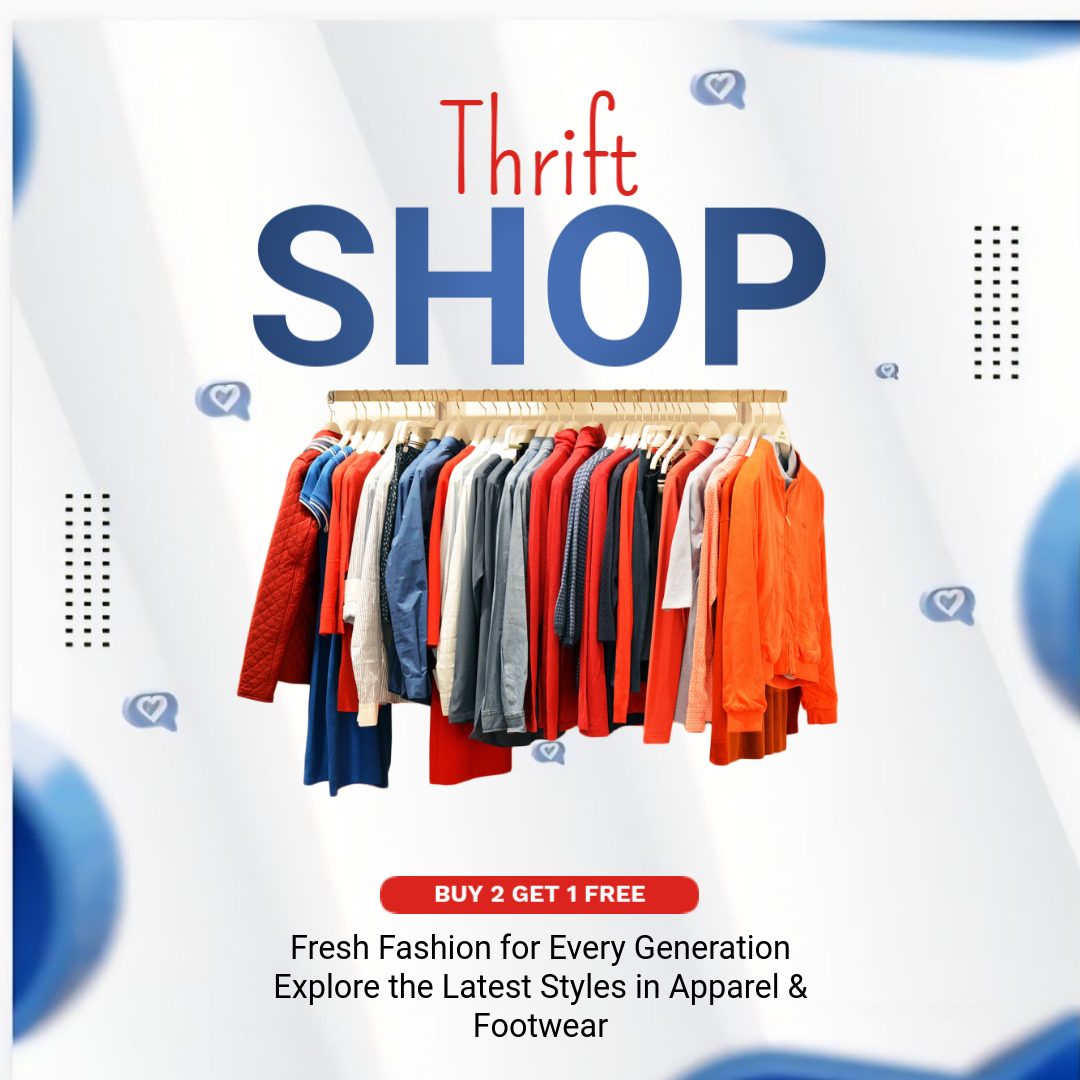 Thrift
SHOP
BUY 2 GET 1 FREE
Fresh Fashion for Every Generation
Explore the Latest Styles in Apparel &
Footwear